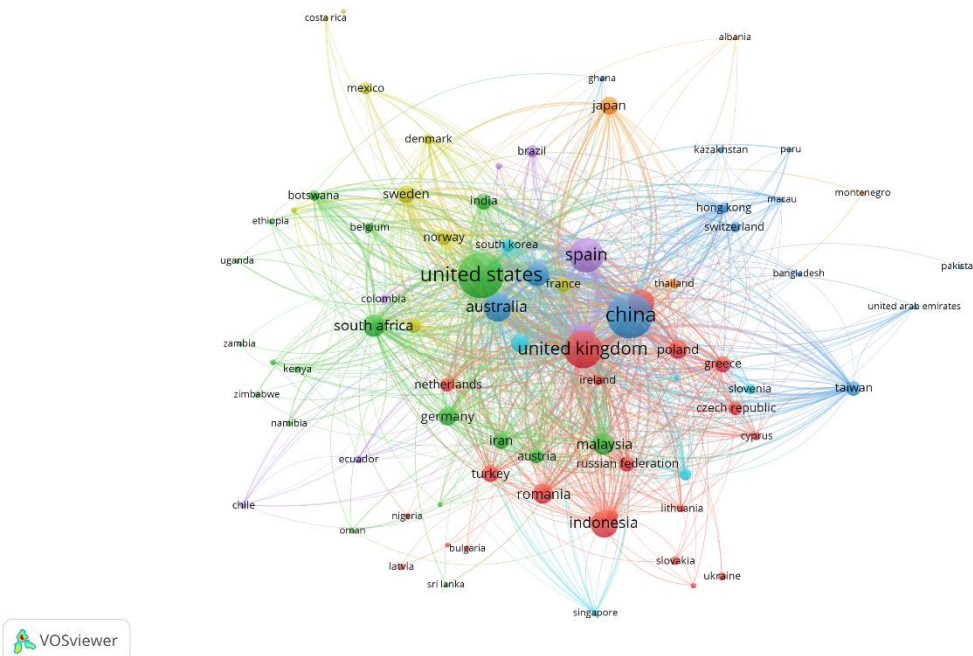 costa rica
albania
ghana
mexico
japan
denmark
brazil
kazakhstan
peru
botswana
sweden
india
montenegro
macau
hong kong
ethiopia
belgium
switzerland
norway
south korea
spain
uganda
united states
france
thailand
bangladesh
pakista
colombia
australia
china
united arab emirates
south africa
zambia
united kingdom
poland
greece
kenya
netherlands
ireland
slovenia
taiwan
zimbabwe
czech republic
namibia
germany
iran
malaysia
cyprus
ecuador
austria
russian federation
turkey
romania
chile
nigeria
indonesia
lithuania
oman
bulgaria
latvia
slovakia
sri lanka
ukraine
singapore
VOSviewer